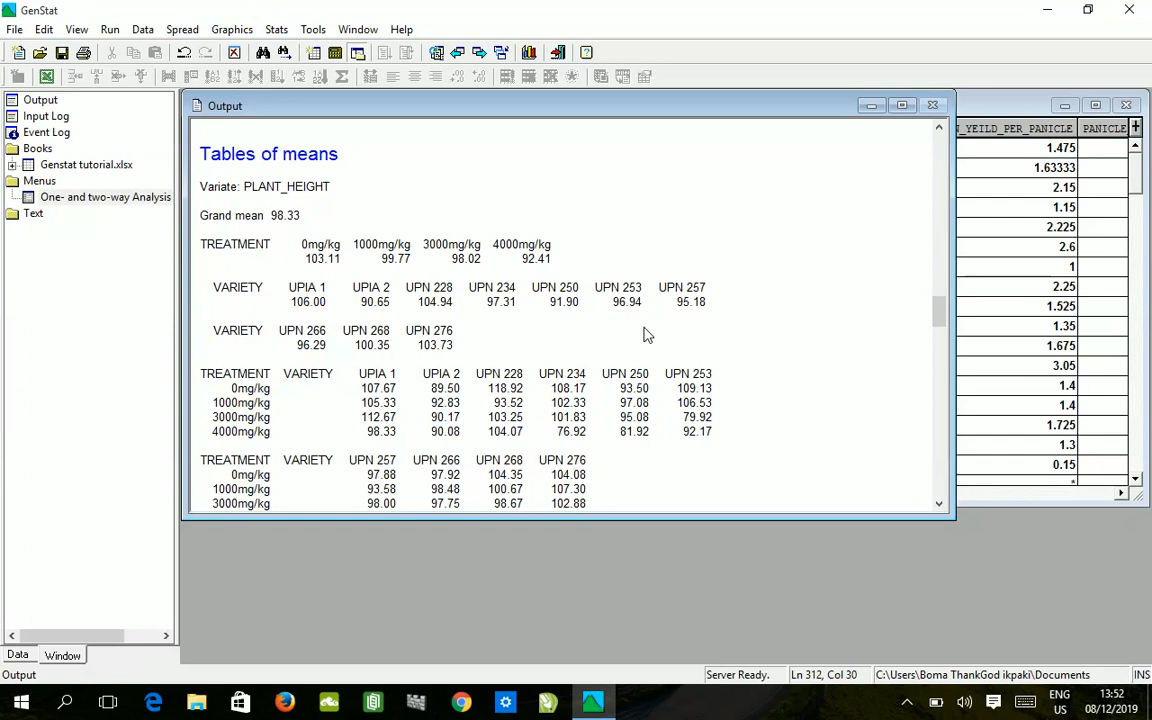 GenStat
File Edit View Run Data Spread Graphics Stats Tools Window Help
Output
Input Log
Event Log
Books
Genstat tutorial.xlsx
Menus
One- and two-way Analysis
Text
Data Window
Output
Tables of means
Variate: PLANT_HEIGHT
Grand mean 98.33
TREATMENT 0mg/kg 1000mg/kg 3000mg/kg 4000mg/kg
103.11 99.77 98.02 92.41
VARIETY UPIA 1 UPIA 2 UPN 228 UPN 234 UPN 250 UPN 253 UPN 257
106.00 90.65 104.94 97.31 91.90 96.94 95.18
VARIETY UPN 266 UPN 268 UPN 276
96.29 100.35 103.73
TREATMENT VARIETY UPIA 1 UPIA 2 UPN 228 UPN 234 UPN 250 UPN 253
0mg/kg 107.67 89.50 118.92 108.17 93.50 109.13
1000mg/kg 105.33 92.83 93.52 102.33 97.08 106.53
3000mg/kg 112.67 90.17 103.25 101.83 95.08 79.92
4000mg/kg 98.33 90.08 104.07 76.92 81.92 92.17
TREATMENT VARIETY UPN 257 UPN 266 UPN 268 UPN 276
0mg/kg 97.88 97.92 104.35 104.08
1000mg/kg 93.58 98.48 100.67 107.30
3000mg/kg 98.00 97.75 98.67 102.88
N_YEILD_PER_PANICLE PANICLE
1.475
1.63333
2.15
1.15
2.225
2.6
1
2.25
1.525
1.35
1.675
3.05
1.4
1.4
1.725
1.3
0.15
*
Output Server Ready. Ln 312, Col 30 C:\Users\Boma ThankGod ikpaki\Documents INS
ENG
US
13:52
08/12/2019